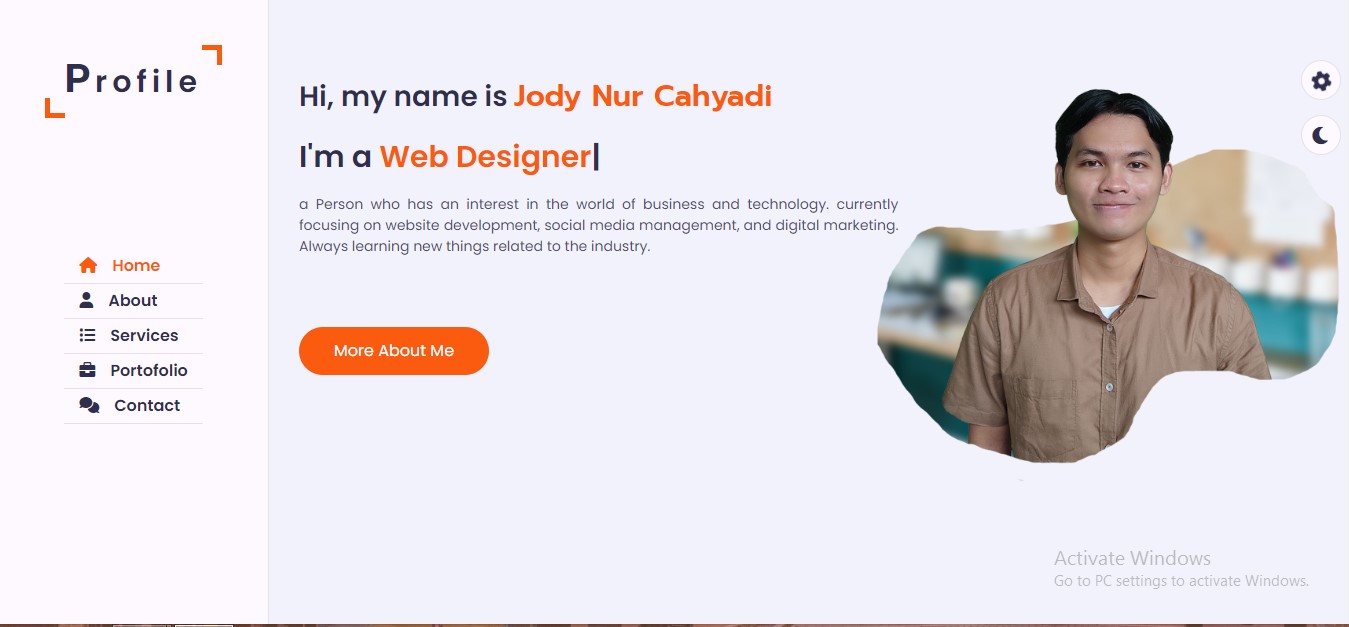 Profile
Home
About
Services
Portofolio
Contact
Hi, my name is Jody Nur Cahyadi
I'm a Web Designer|
a Person who has an interest in the world of business and technology. currently
focusing on website development, social media management, and digital marketing.
Always learning new things related to the industry.
More About Me
Activate Windows
Go to PC settings to activate Windows.